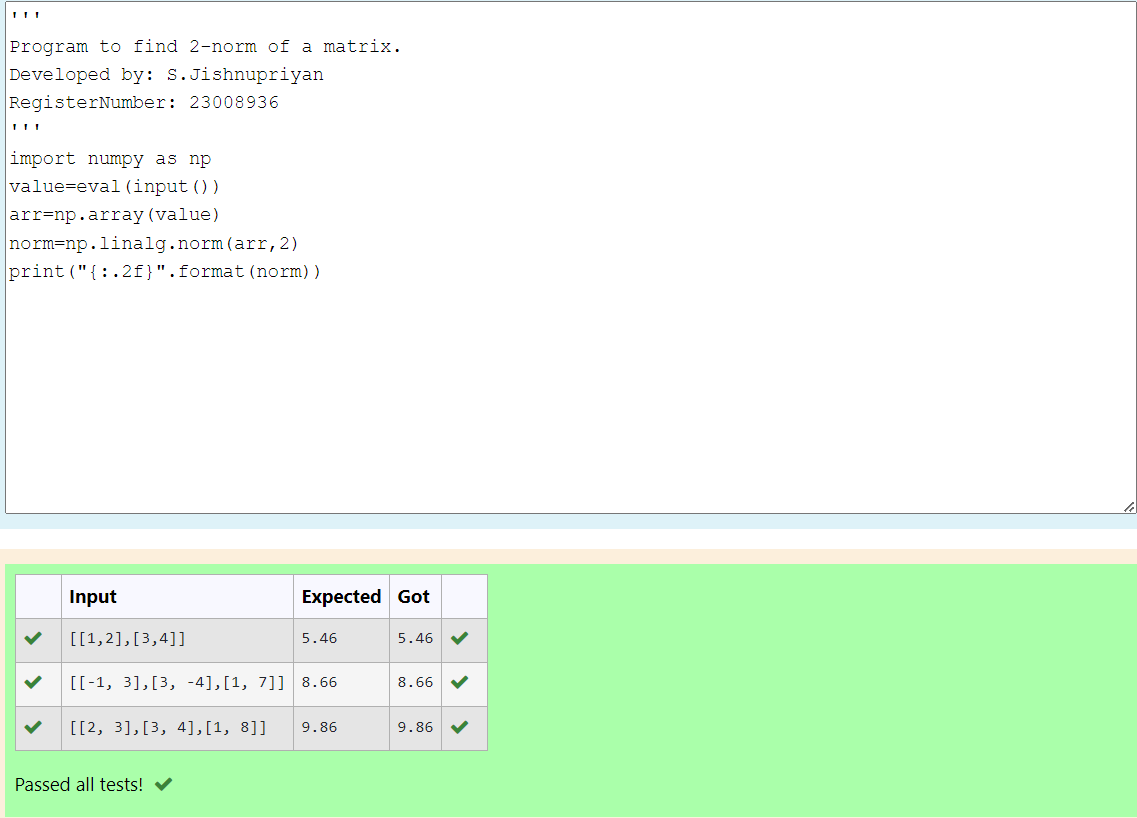 '''
Program to find 2-norm of a matrix.
Developed by: S.Jishnupriyan
RegisterNumber: 23008936
'''
import numpy as np
value=eval(input())
arr=np.array(value)
norm=np.linalg.norm(arr,2)
print("{:.2f}".format(norm))
Input Expected Got
[[1,2],[3,4]] 5.46 5.46
[[-1, 3],[3, -4],[1, 7]] 8.66 8.66
[[2, 3],[3, 4],[1, 8]] 9.86 9.86
Passed all tests!